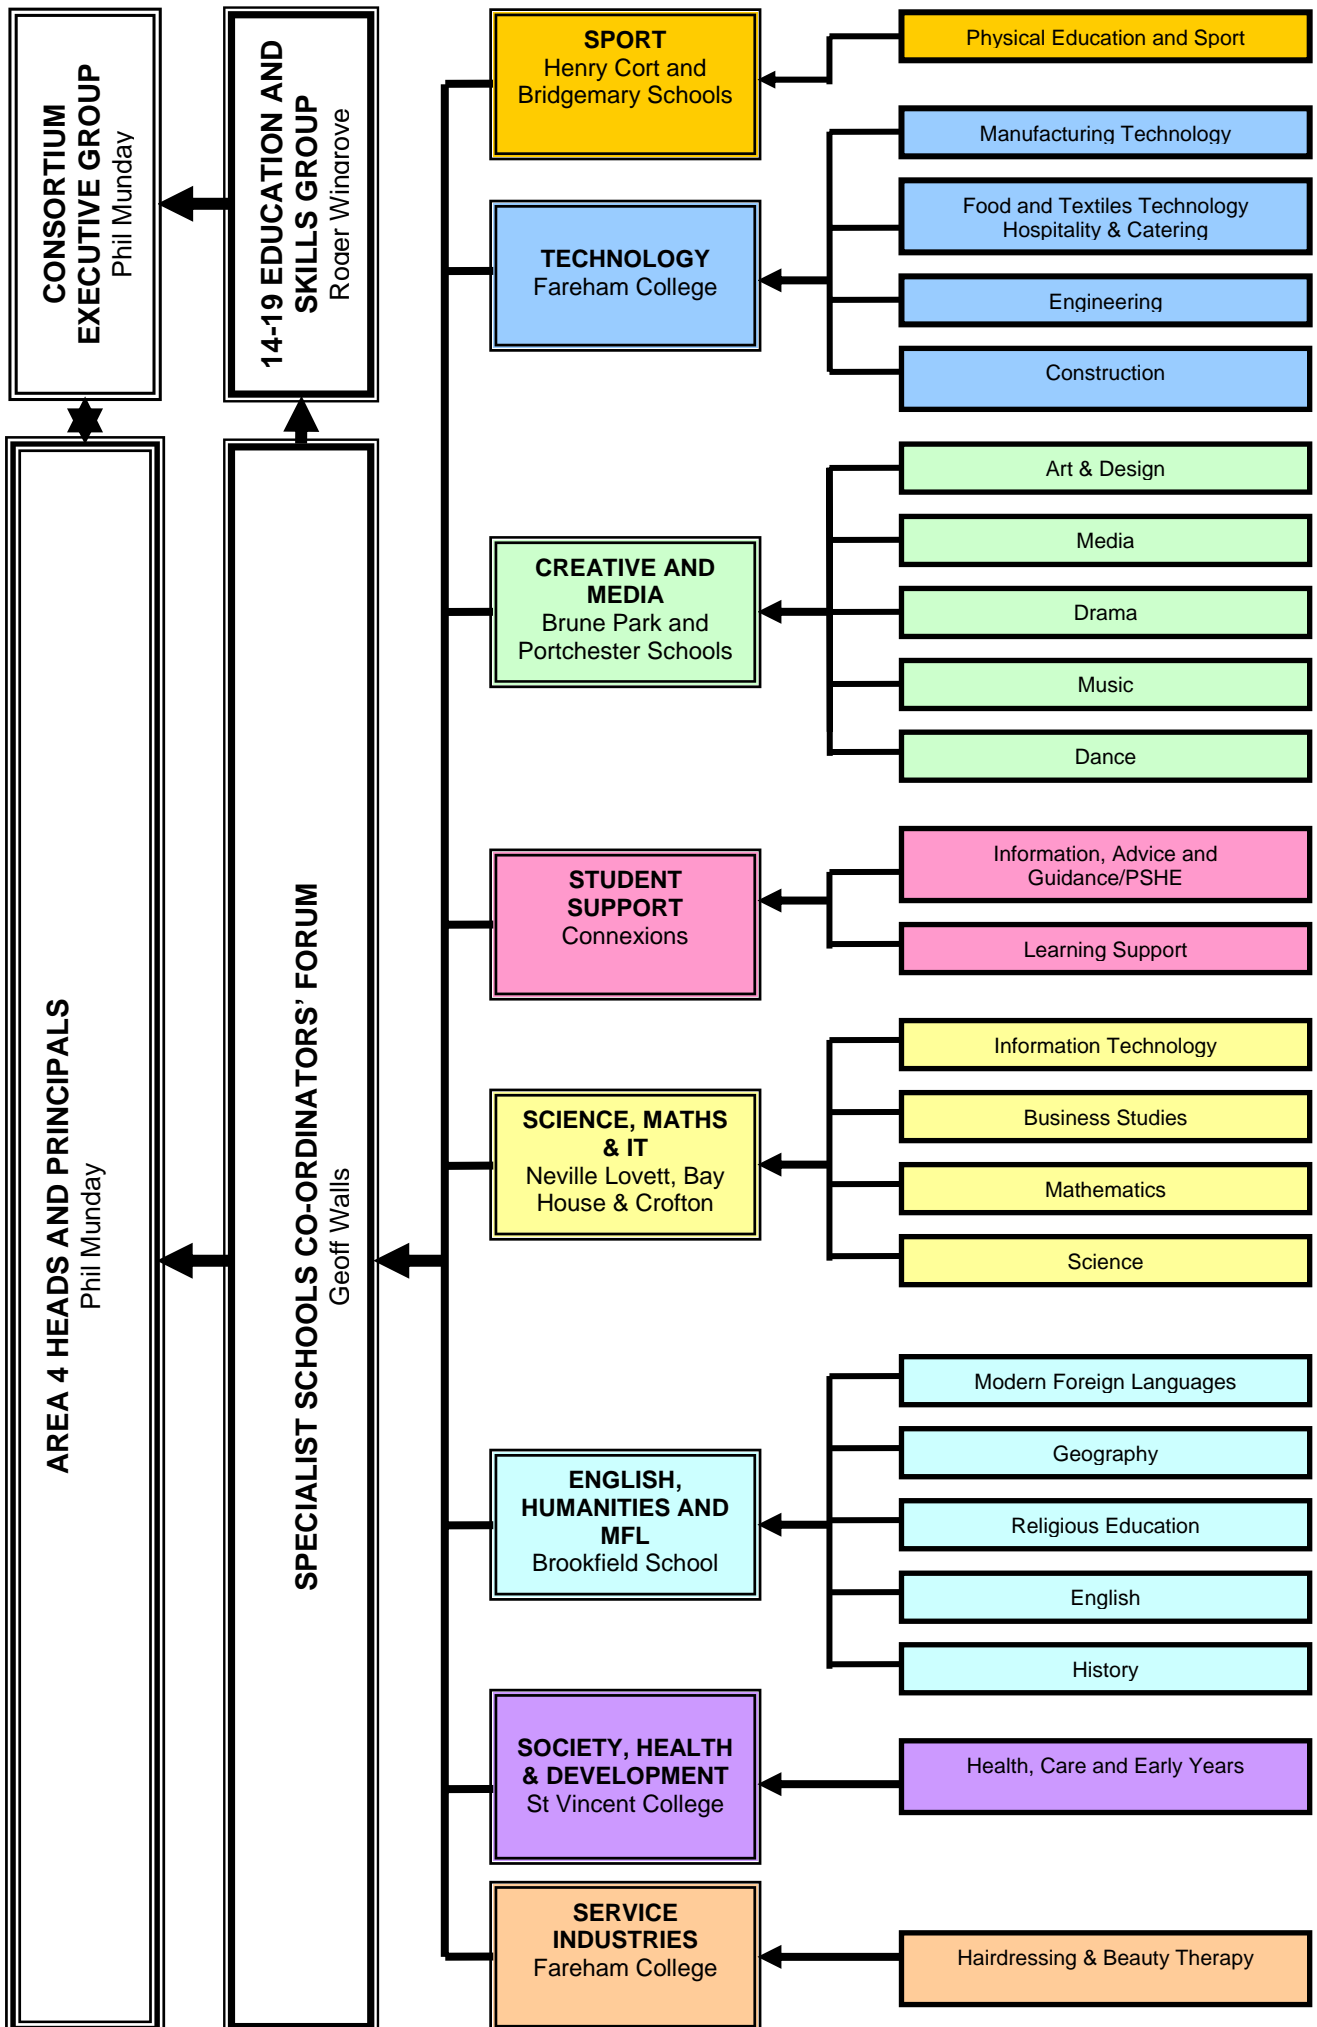 CONSORTIUM
EXECUTIVE GROUP
Phil Munday
14-19 EDUCATION AND
SKILLS GROUP
Roger Wingrove
AREA 4 HEADS AND PRINCIPALS
Phil Munday
SPECIALIST SCHOOLS CO-ORDINATORS’ FORUM
Geoff Walls
SPORT
Henry Cort and
Bridgemary Schools
Physical Education and Sport
TECHNOLOGY
Fareham College
Manufacturing Technology
Food and Textiles Technology
Hospitality & Catering
Engineering
Construction
CREATIVE AND
MEDIA
Brune Park and
Portchester Schools
Art & Design
Media
Drama
Music
Dance
STUDENT
SUPPORT
Connexions
Information, Advice and
Guidance/PSHE
Learning Support
SCIENCE, MATHS
& IT
Neville Lovett, Bay
House & Crofton
Information Technology
Business Studies
Mathematics
Science
ENGLISH,
HUMANITIES AND
MFL
Brookfield School
Modern Foreign Languages
Geography
Religious Education
English
History
SOCIETY, HEALTH
& DEVELOPMENT
St Vincent College
Health, Care and Early Years
SERVICE
INDUSTRIES
Fareham College
Hairdressing & Beauty Therapy